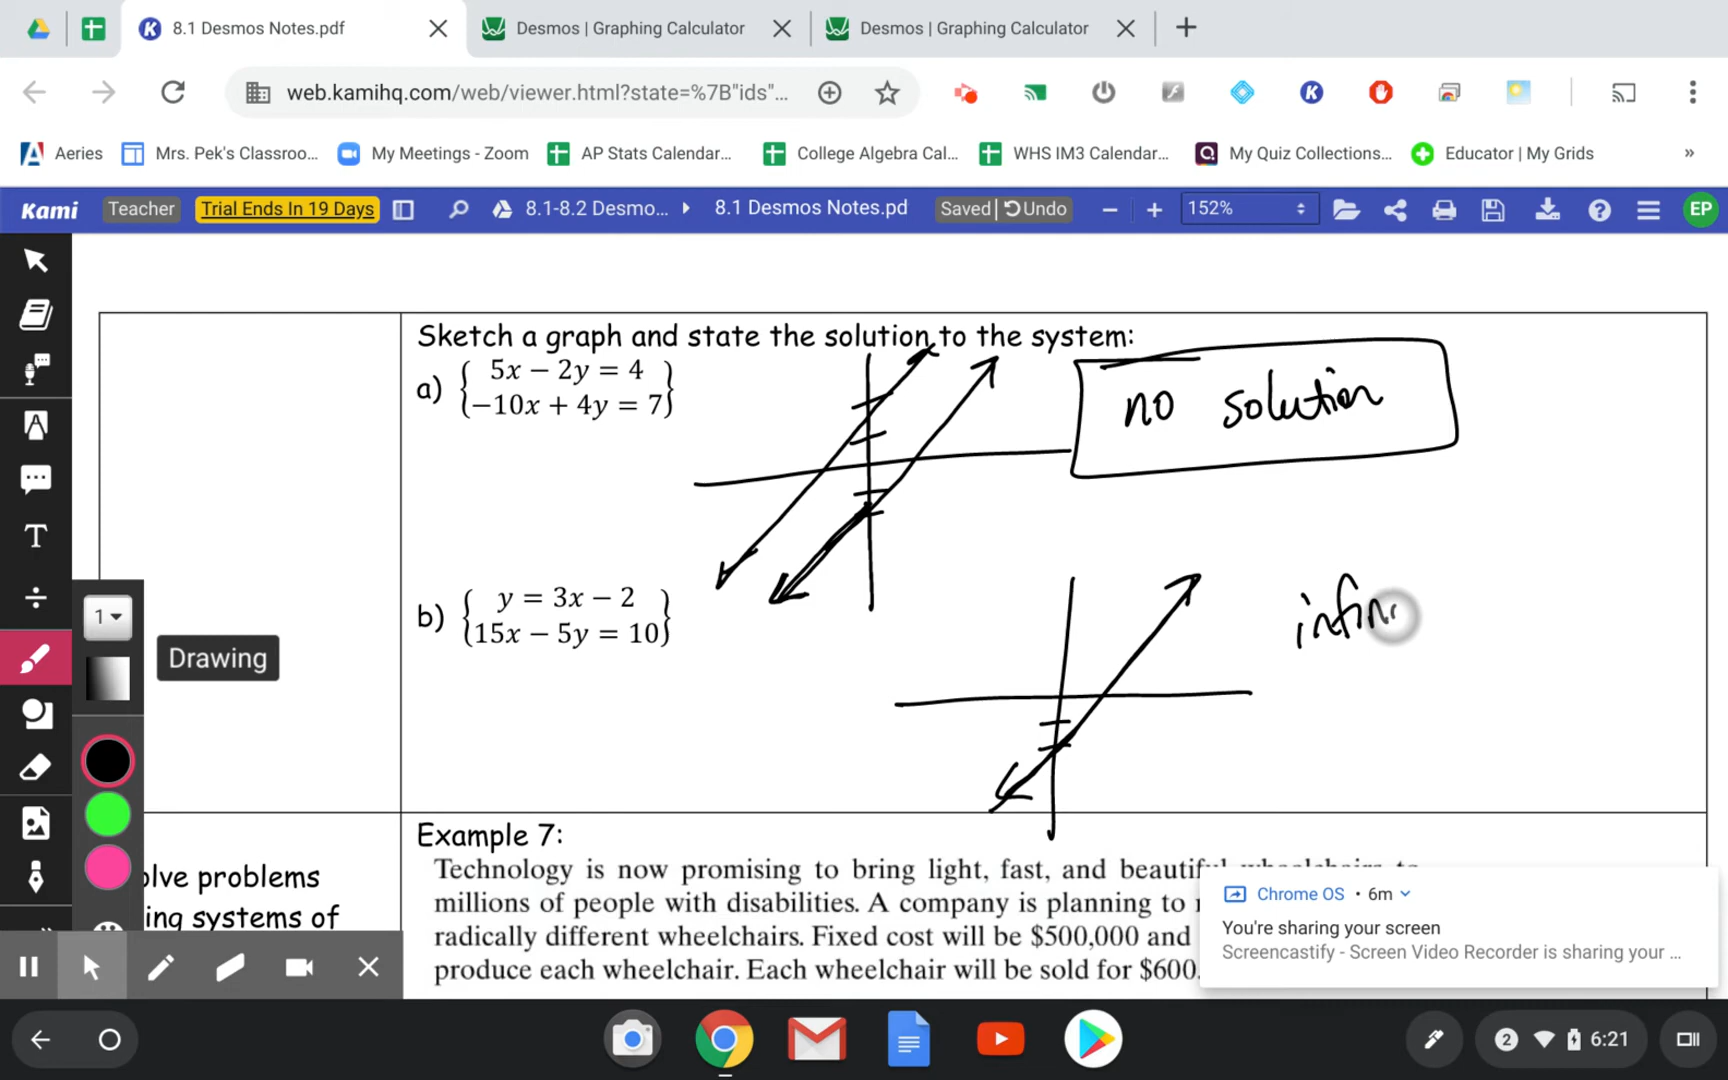 8.1 Desmos Notes.pdf
Desmos | Graphing Calculator
Desmos | Graphing Calculator
web.kamihq.com/web/viewer.html?state=%7B"ids"...
Aeries
Mrs. Pek's Classroo...
My Meetings - Zoom
AP Stats Calendar...
College Algebra Cal...
WHS IM3 Calendar...
My Quiz Collections...
Educator | My Grids
»
Kami
Teacher
Trial Ends In 19 Days
8.1-8.2 Desmo...
8.1 Desmos Notes.pd
Saved | Undo
152%
EP
Sketch a graph and state the solution to the system:
a) { 5x − 2y = 4 }
{ −10x + 4y = 7 }
no solution
b) { y = 3x − 2 }
{ 15x − 5y = 10 }
infin
1
Drawing
T
÷
Example 7:
Technology is now promising to bring light, fast, and beautiful
millions of people with disabilities. A company is planning to
radically different wheelchairs. Fixed cost will be $500,000 and
produce each wheelchair. Each wheelchair will be sold for $600.
olve problems
ing systems of
Chrome OS • 6m
You're sharing your screen
Screencastify - Screen Video Recorder is sharing your ...
2
6:21